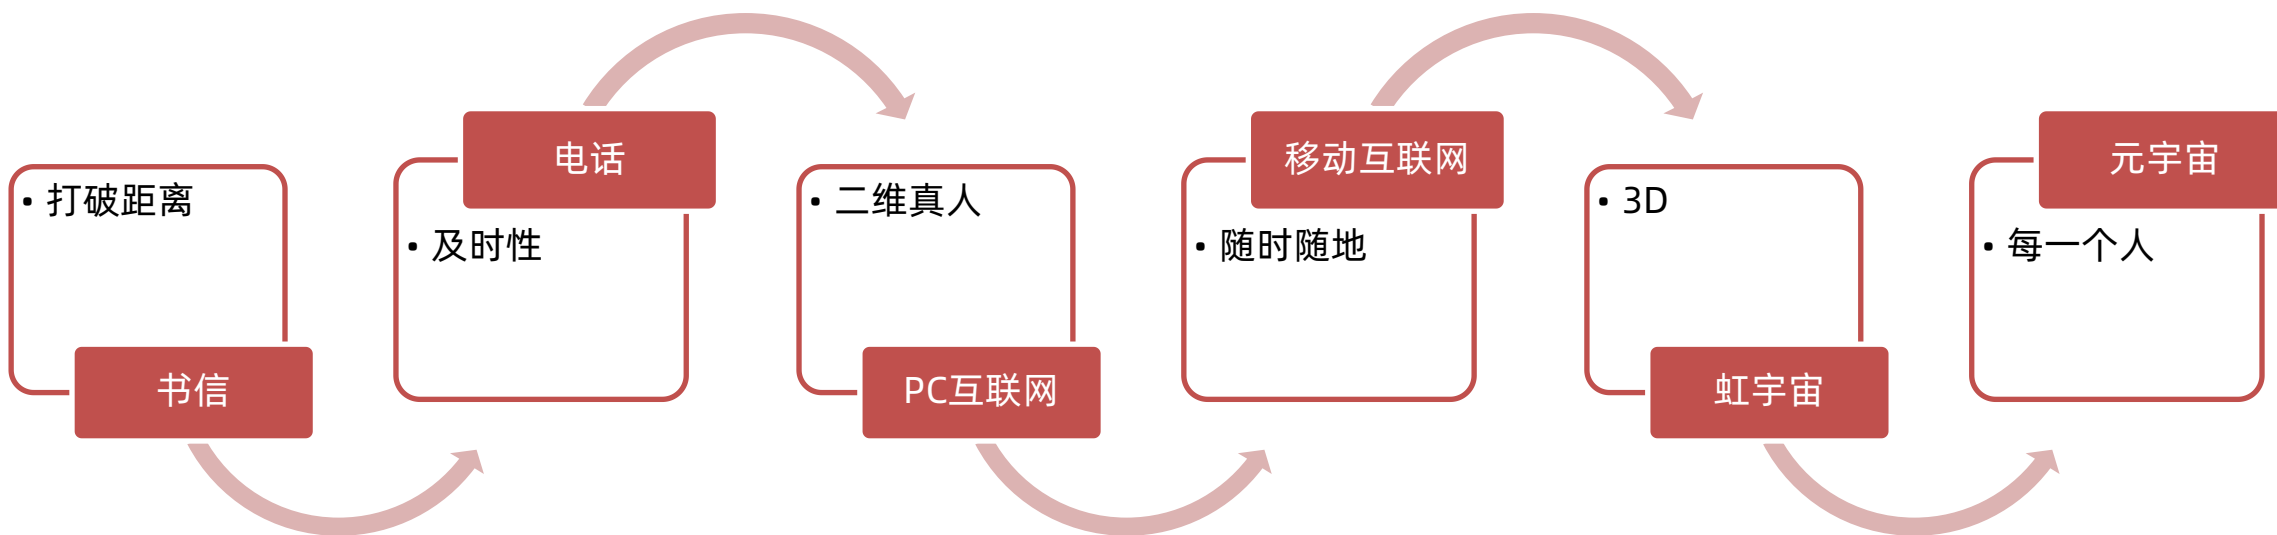 • 打破距离
书信
电话
• 及时性
• 二维真人
PC互联网
移动互联网
• 随时随地
• 3D
虹宇宙
元宇宙
• 每一个人